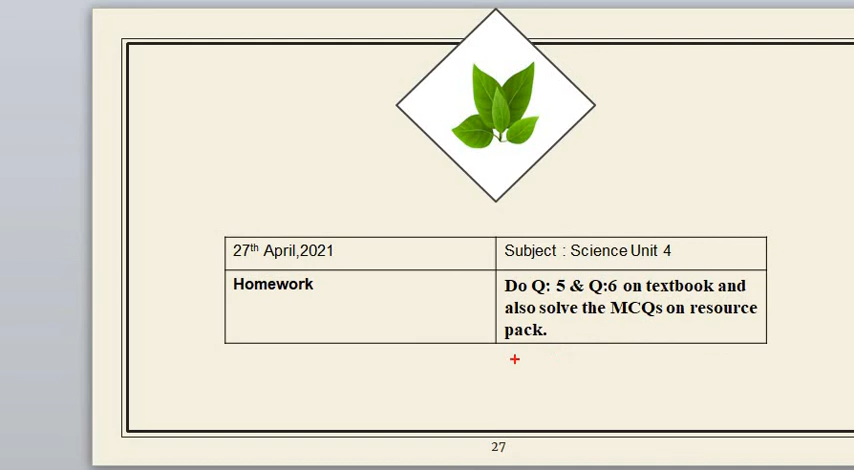 27th April,2021
Subject : Science Unit 4
Homework
Do Q: 5 & Q:6 on textbook and
also solve the MCQs on resource
pack.
27